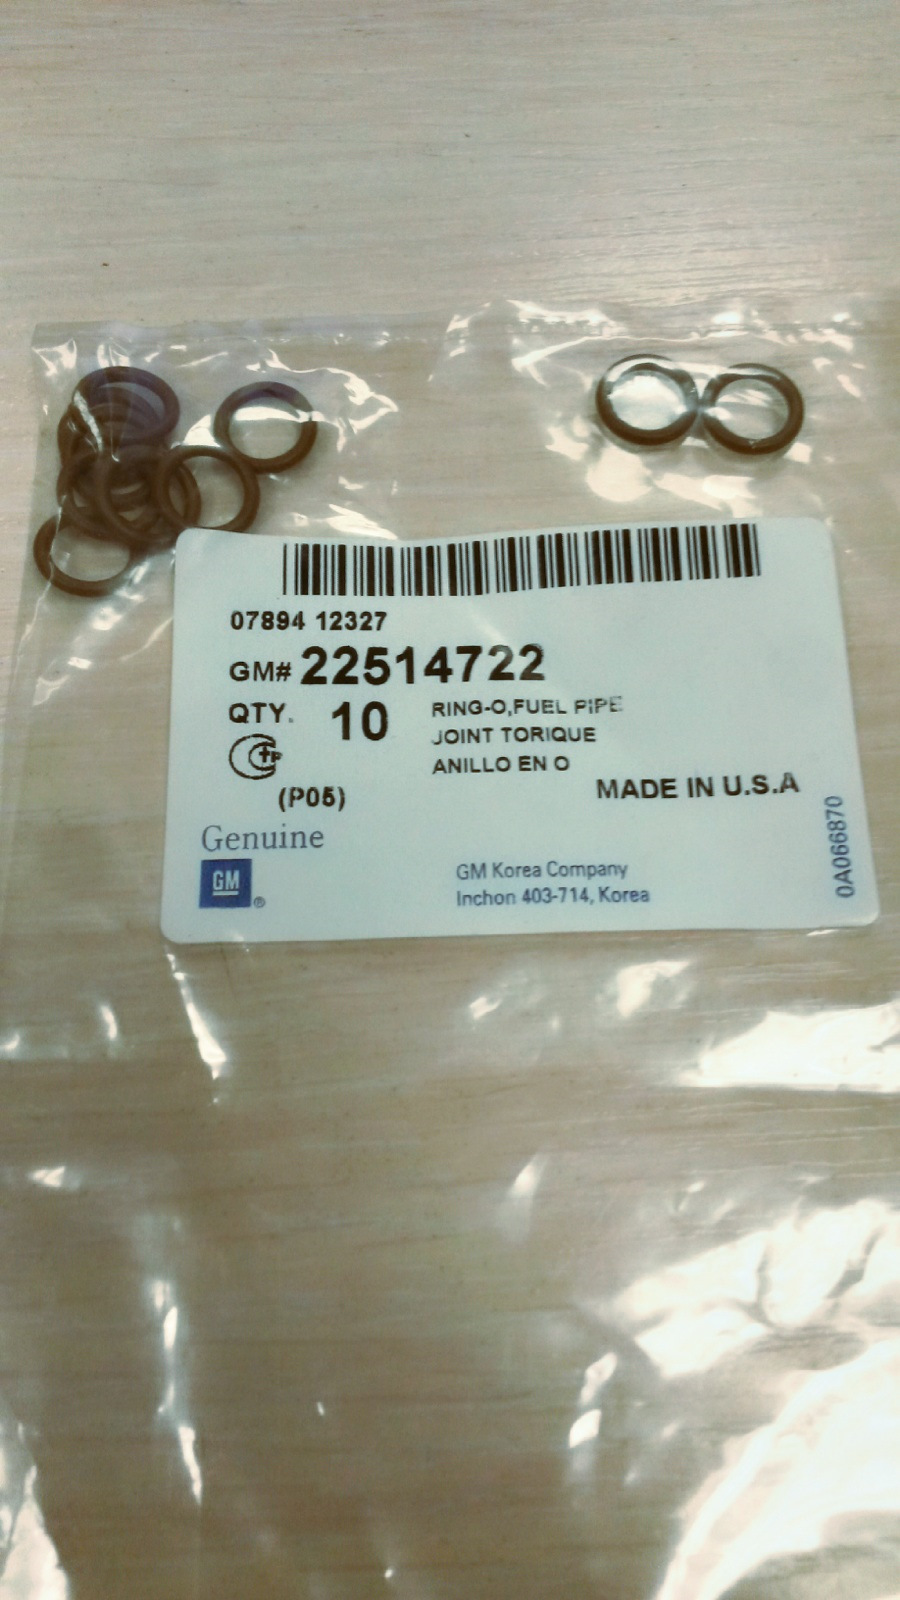 07894 12327
GM# 22514722
QTY. 10
RING-O,FUEL PIPE
JOINT TORIQUE
ANILLO EN O
(P05)
MADE IN U.S.A
Genuine
GM®
GM Korea Company
Inchon 403-714, Korea
0A066870